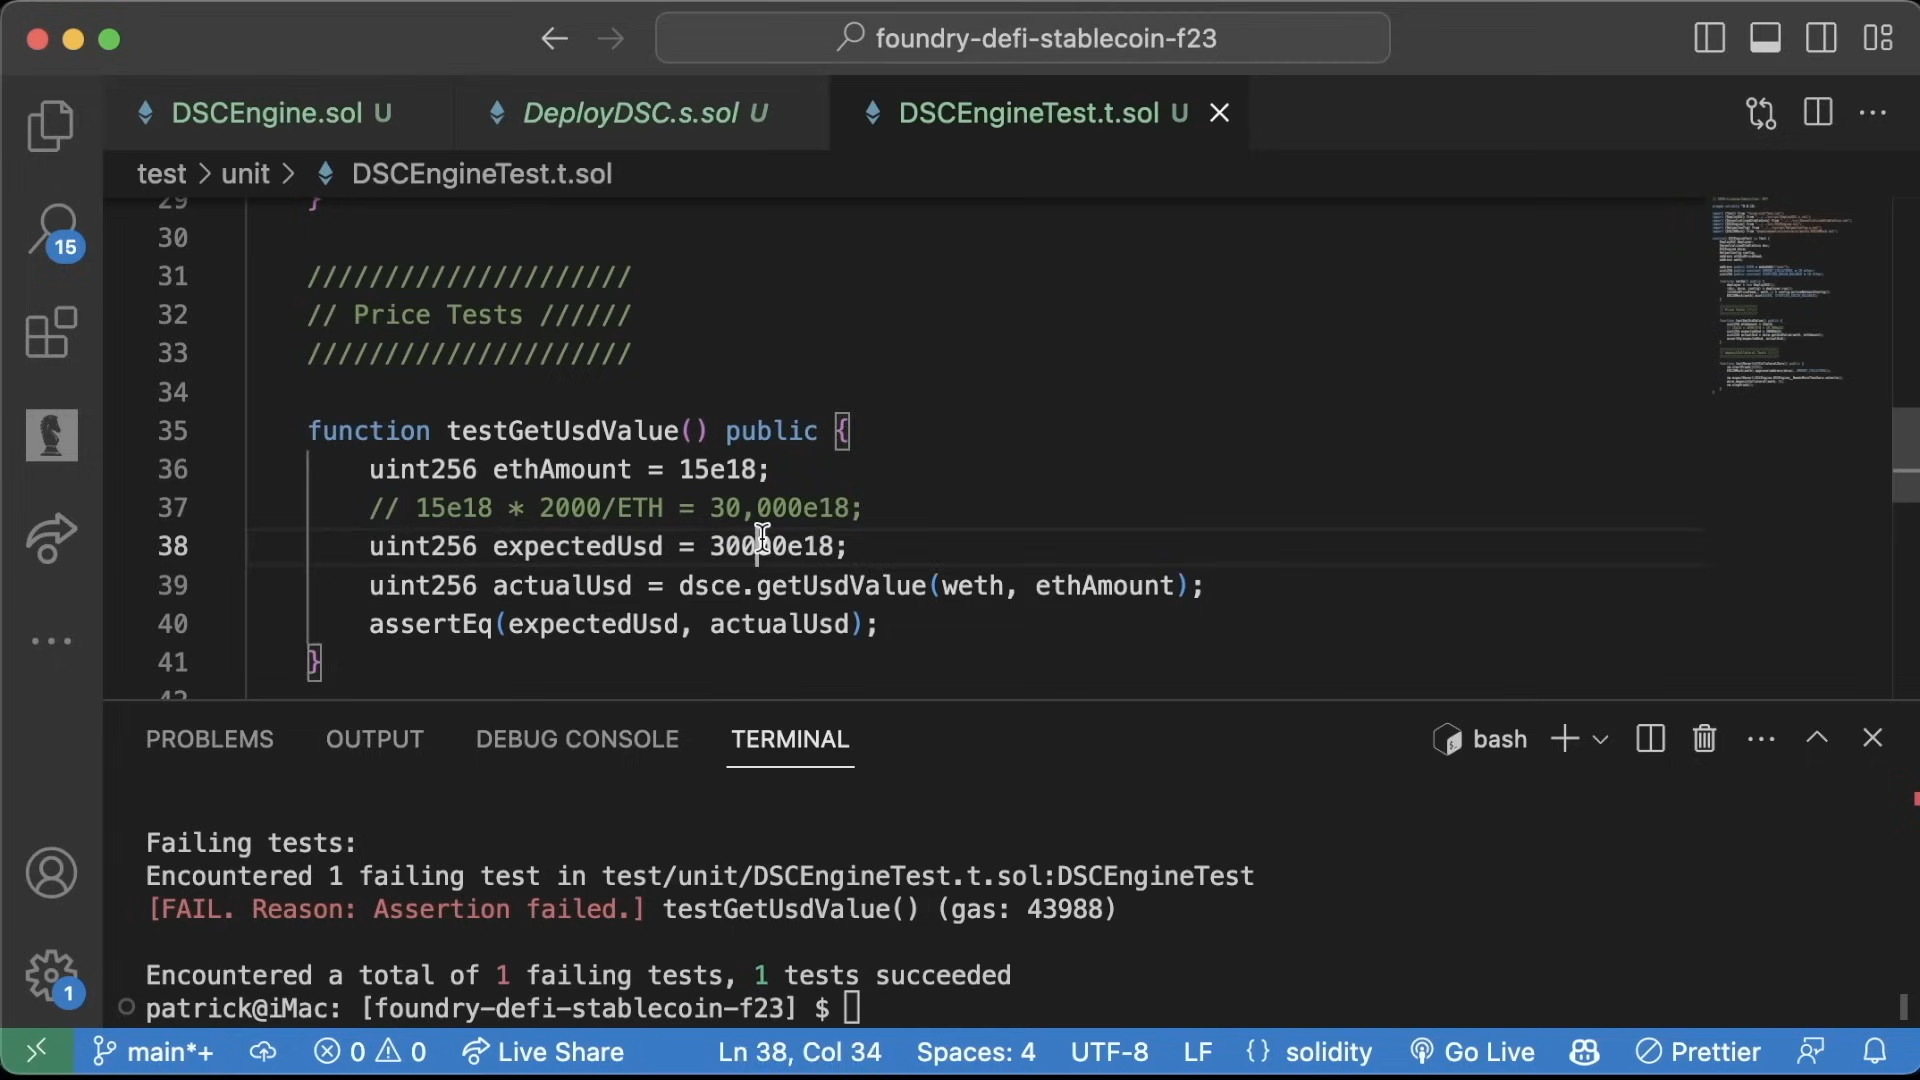 foundry-defi-stablecoin-f23
DSCEngine.sol U
DeployDSC.s.sol U
DSCEngineTest.t.sol U
test > unit > DSCEngineTest.t.sol
29 }
30
31 /////////////////////
32 // Price Tests //////
33 /////////////////////
34
35 function testGetUsdValue() public {
36 uint256 ethAmount = 15e18;
37 // 15e18 * 2000/ETH = 30,000e18;
38 uint256 expectedUsd = 30000e18;
39 uint256 actualUsd = dsce.getUsdValue(weth, ethAmount);
40 assertEq(expectedUsd, actualUsd);
41 }
42
15
1
PROBLEMS OUTPUT DEBUG CONSOLE TERMINAL
bash
Failing tests:
Encountered 1 failing test in test/unit/DSCEngineTest.t.sol:DSCEngineTest
[FAIL. Reason: Assertion failed.] testGetUsdValue() (gas: 43988)
Encountered a total of 1 failing tests, 1 tests succeeded
patrick@iMac: [foundry-defi-stablecoin-f23] $
main*+ 0 0 Live Share Ln 38, Col 34 Spaces: 4 UTF-8 LF {} solidity Go Live Prettier